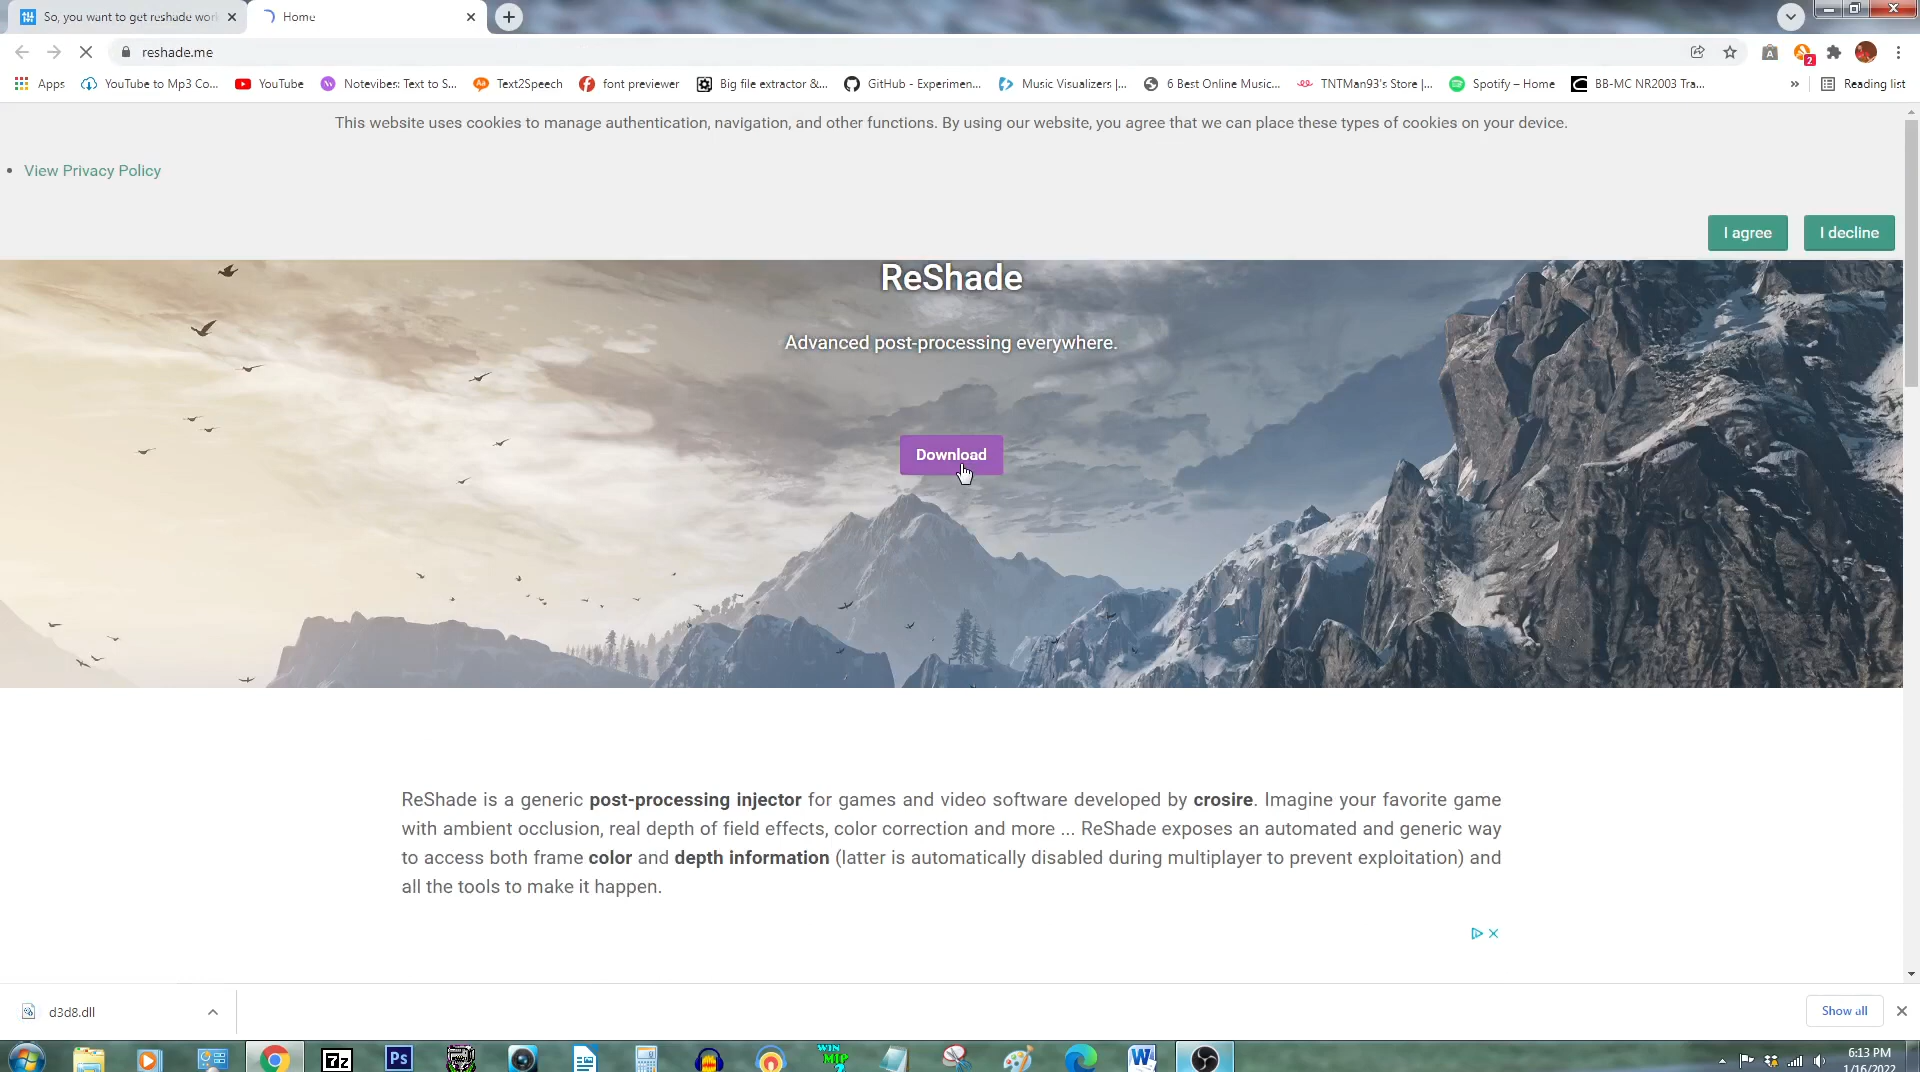 So, you want to get reshade wor
Home
reshade.me
2
Apps
YouTube to Mp3 Co...
YouTube
Notevibes: Text to S...
Text2Speech
font previewer
Big file extractor &...
GitHub - Experimen...
Music Visualizers |...
6 Best Online Music...
TNTMan93's Store |...
Spotify – Home
BB-MC NR2003 Tra...
»
Reading list
This website uses cookies to manage authentication, navigation, and other functions. By using our website, you agree that we can place these types of cookies on your device.
• View Privacy Policy
I agree
I decline
ReShade
Advanced post-processing everywhere.
Download
ReShade is a generic post-processing injector for games and video software developed by crosire. Imagine your favorite game
with ambient occlusion, real depth of field effects, color correction and more ... ReShade exposes an automated and generic way
to access both frame color and depth information (latter is automatically disabled during multiplayer to prevent exploitation) and
all the tools to make it happen.
d3d8.dll
Show all
7z
Ps
WIN
MIP
2
W
6:13 PM
1/16/2022